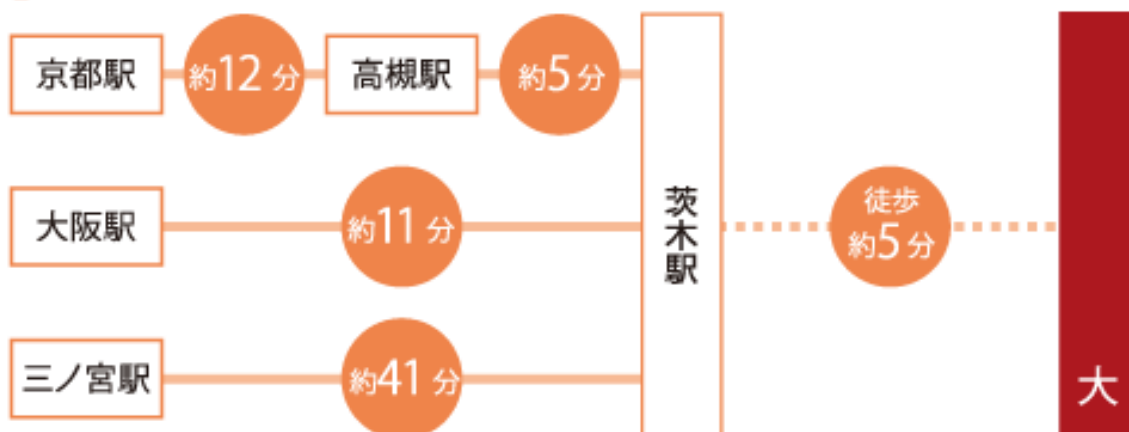 京都駅
約12分
高槻駅
約5分
大阪駅
約11分
三ノ宮駅
約41分
茨木駅
徒歩
約5分
大